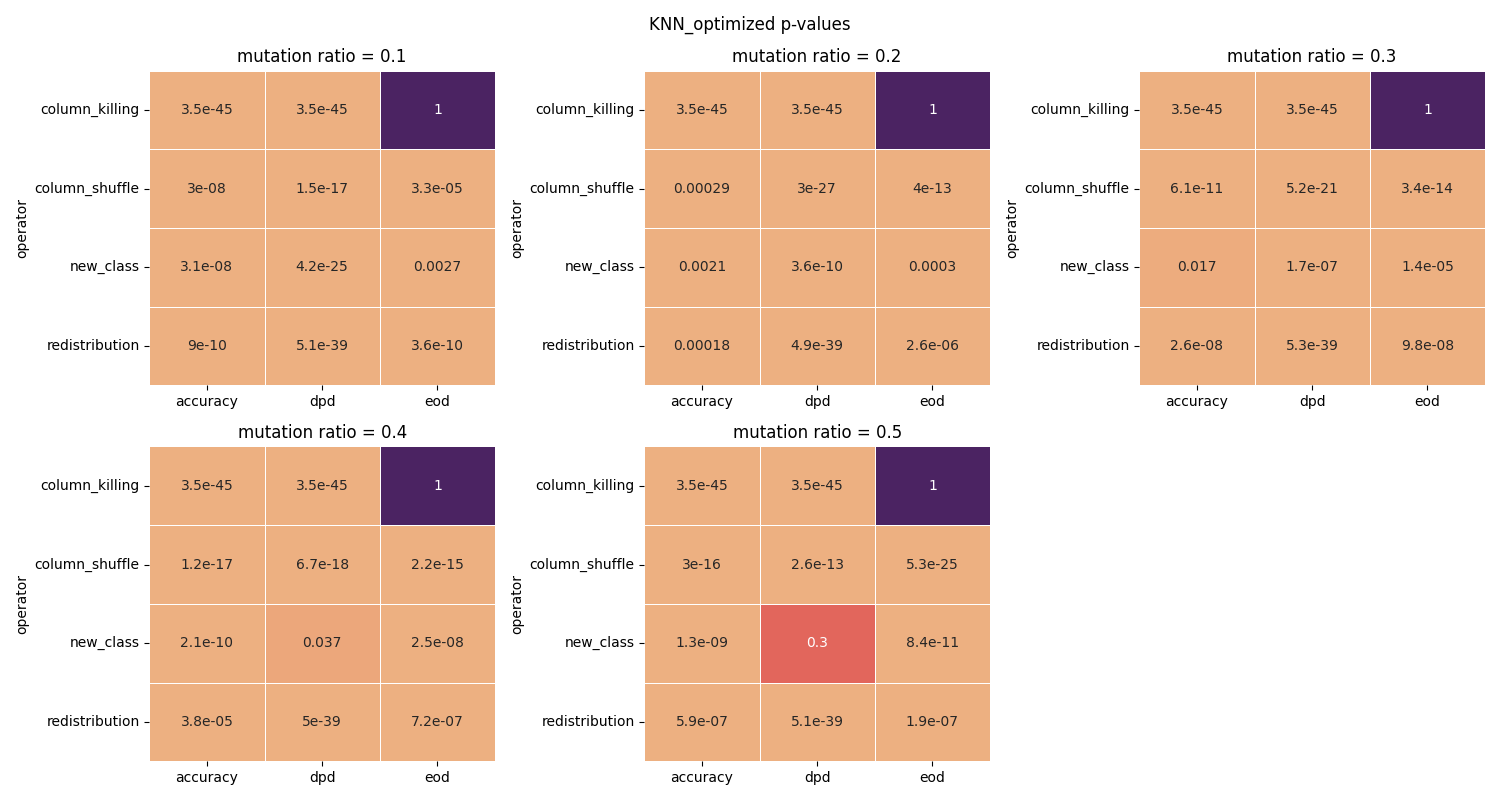 KNN_optimized p-values
mutation ratio = 0.1
column_killing 3.5e-45 3.5e-45 1
column_shuffle 3e-08 1.5e-17 3.3e-05
new_class 3.1e-08 4.2e-25 0.0027
redistribution 9e-10 5.1e-39 3.6e-10
operator
accuracy dpd eod
mutation ratio = 0.2
column_killing 3.5e-45 3.5e-45 1
column_shuffle 0.00029 3e-27 4e-13
new_class 0.0021 3.6e-10 0.0003
redistribution 0.00018 4.9e-39 2.6e-06
operator
accuracy dpd eod
mutation ratio = 0.3
column_killing 3.5e-45 3.5e-45 1
column_shuffle 6.1e-11 5.2e-21 3.4e-14
new_class 0.017 1.7e-07 1.4e-05
redistribution 2.6e-08 5.3e-39 9.8e-08
operator
accuracy dpd eod
mutation ratio = 0.4
column_killing 3.5e-45 3.5e-45 1
column_shuffle 1.2e-17 6.7e-18 2.2e-15
new_class 2.1e-10 0.037 2.5e-08
redistribution 3.8e-05 5e-39 7.2e-07
operator
accuracy dpd eod
mutation ratio = 0.5
column_killing 3.5e-45 3.5e-45 1
column_shuffle 3e-16 2.6e-13 5.3e-25
new_class 1.3e-09 0.3 8.4e-11
redistribution 5.9e-07 5.1e-39 1.9e-07
operator
accuracy dpd eod